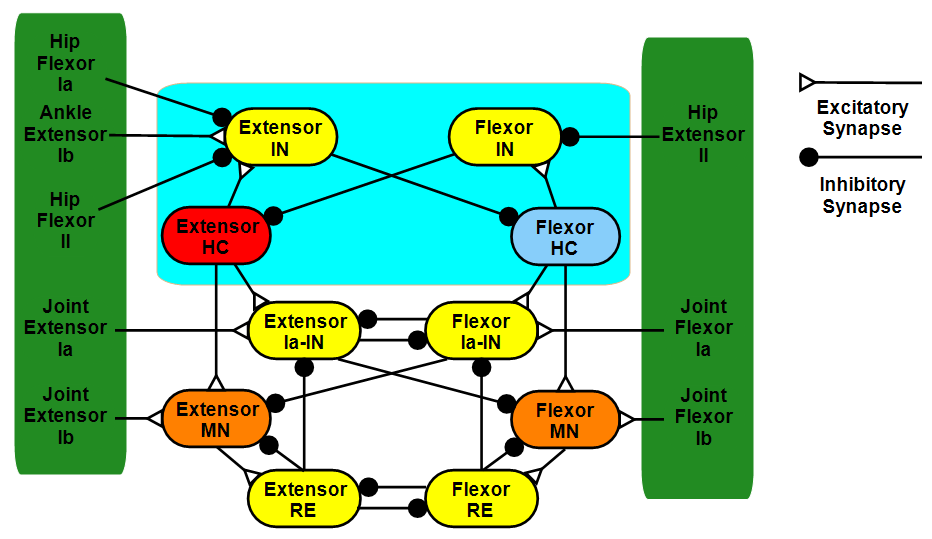 Hip
Flexor
Ia
Ankle
Extensor
Ib
Hip
Flexor
II
Joint
Extensor
Ia
Joint
Extensor
Ib
Extensor
IN
Flexor
IN
Extensor
HC
Flexor
HC
Extensor
Ia-IN
Flexor
Ia-IN
Extensor
MN
Flexor
MN
Extensor
RE
Flexor
RE
Hip
Extensor
II
Joint
Flexor
Ia
Joint
Flexor
Ib
Excitatory
Synapse
Inhibitory
Synapse